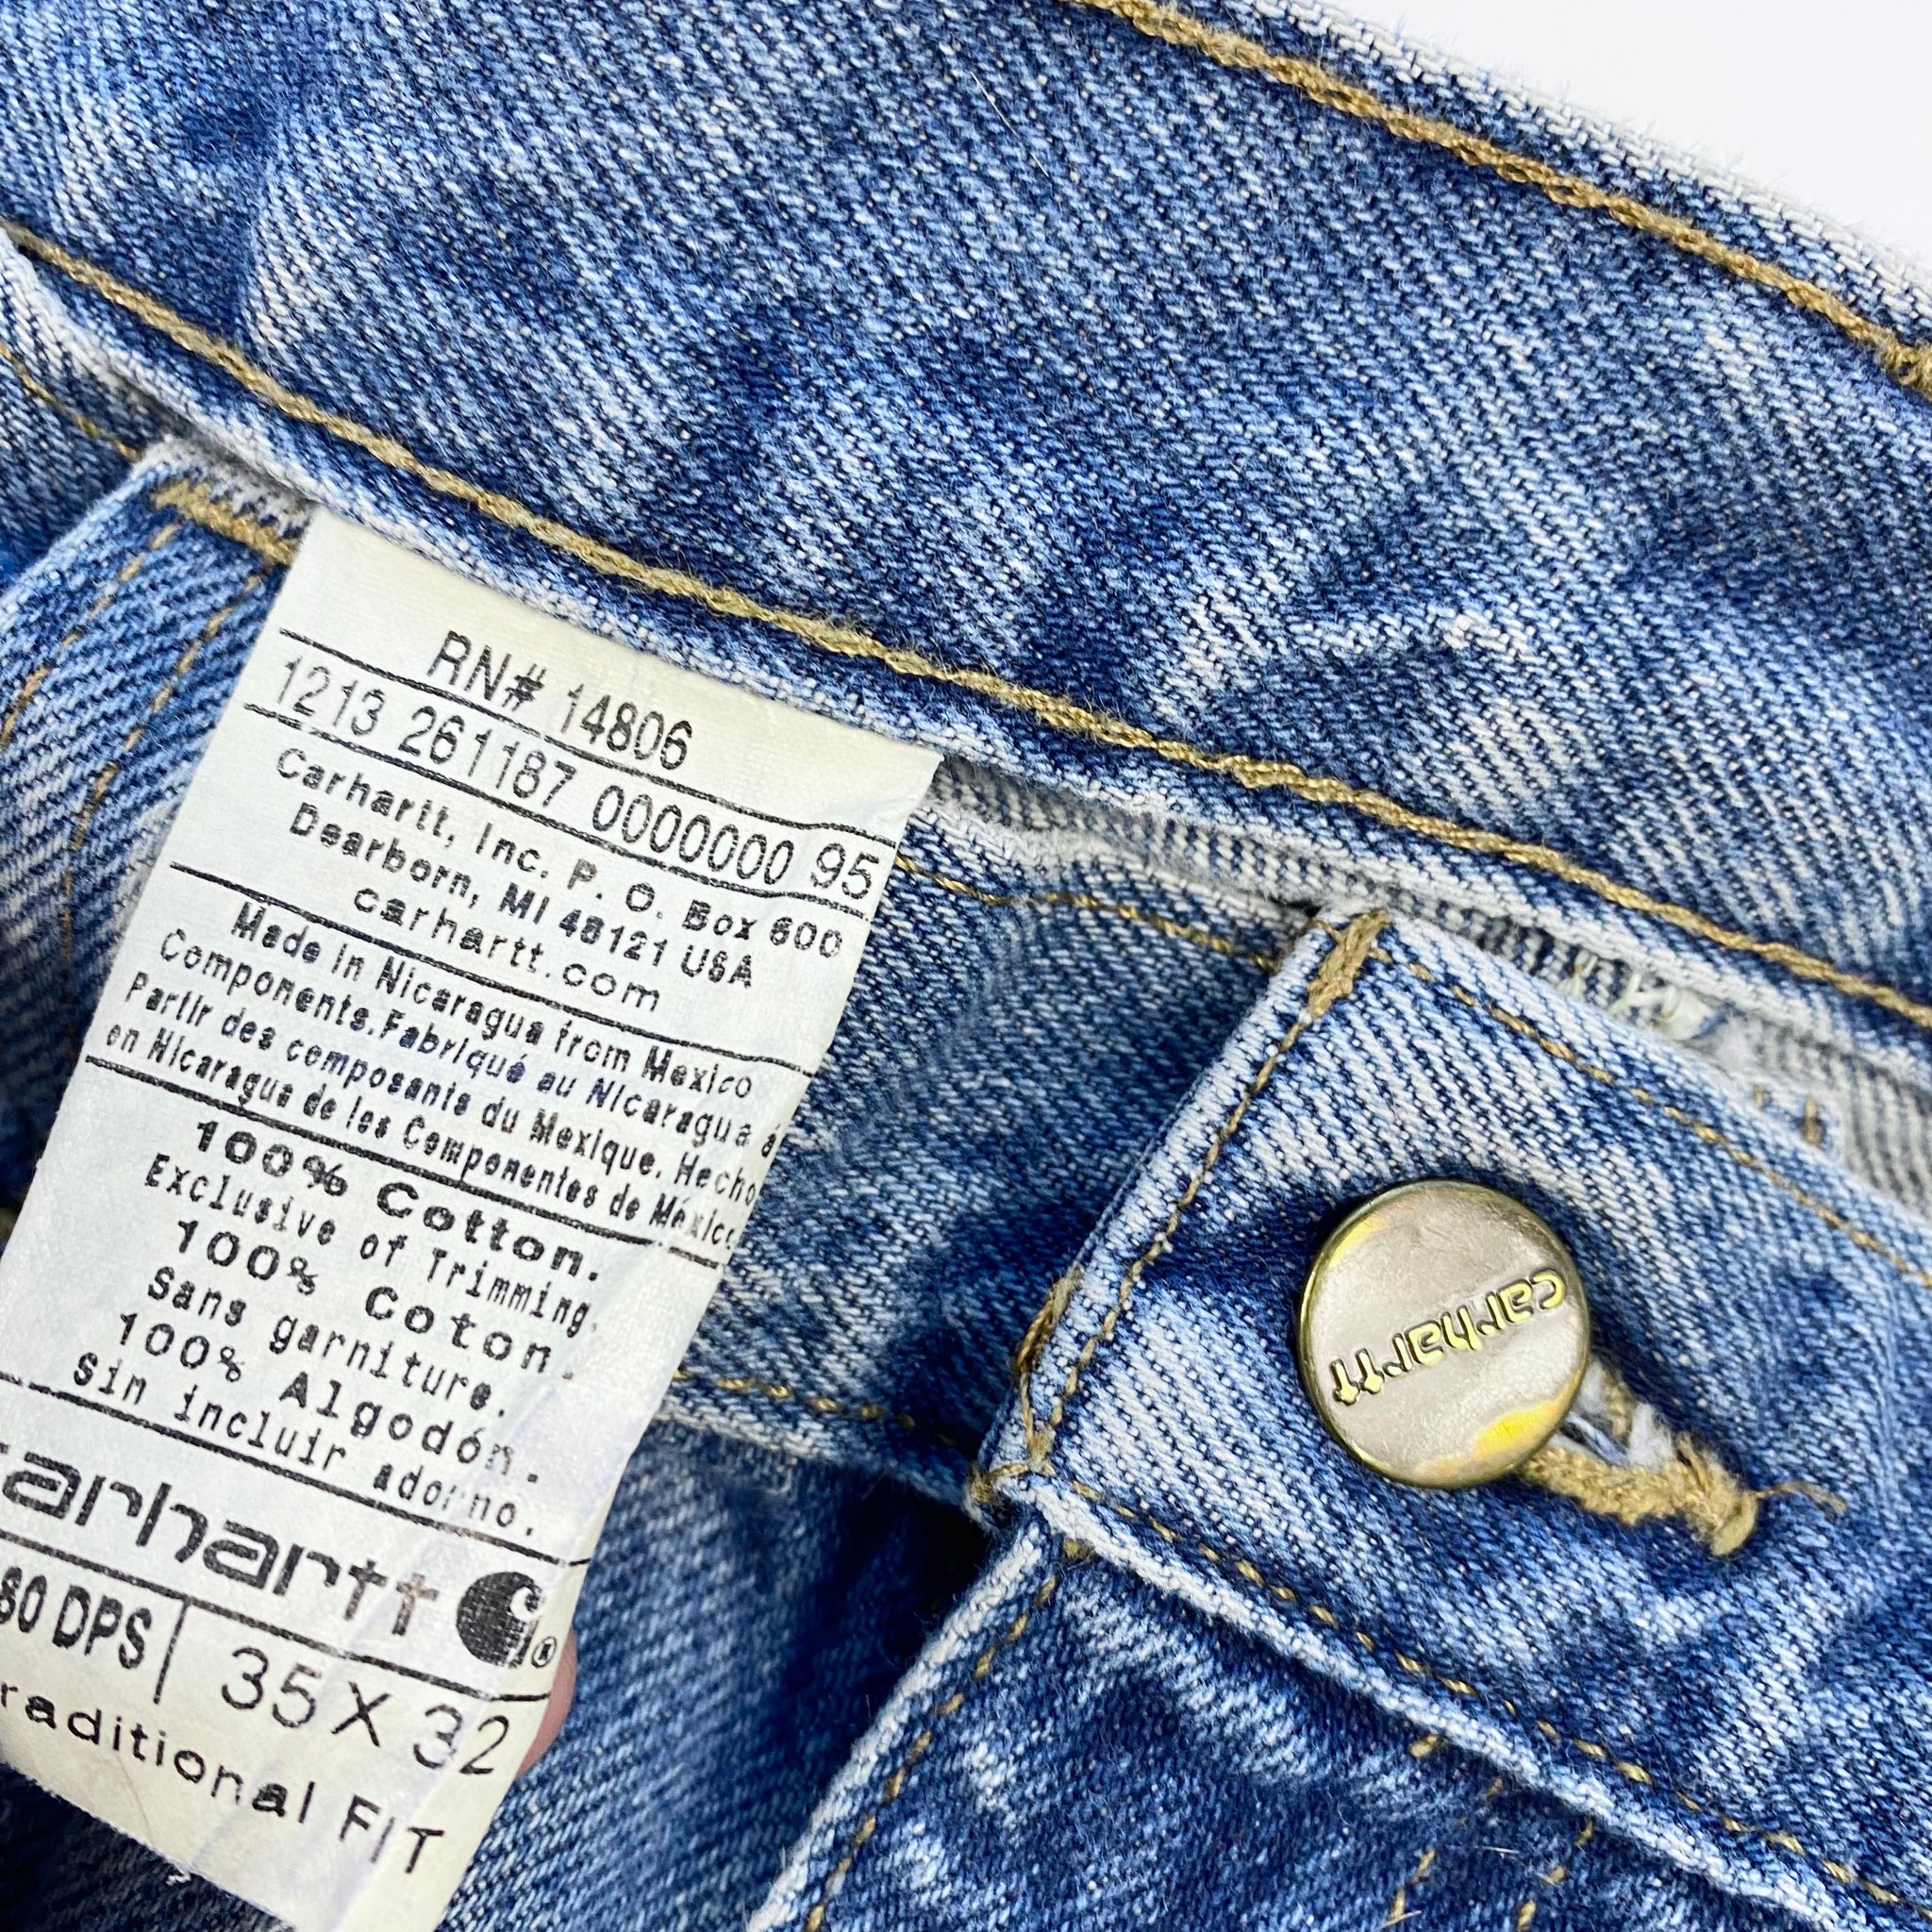 RN# 14806
1213 261187 0000000 95
Carhartt, Inc. P. O. Box 600
Dearborn, MI 48121 USA
carhartt.com
Made in Nicaragua from Mexico
Components. Fabriqué au Nicaragua á
Partir des composants du Mexique. Hecho
en Nicaragua de les Componentes de México
100% Cotton.
Exclusive of Trimming.
100% Coton.
Sans garniture.
100% Algodón.
Sin incluir adorno.
carhartt
DPS 35 X 32
raditional FIT
carhartt